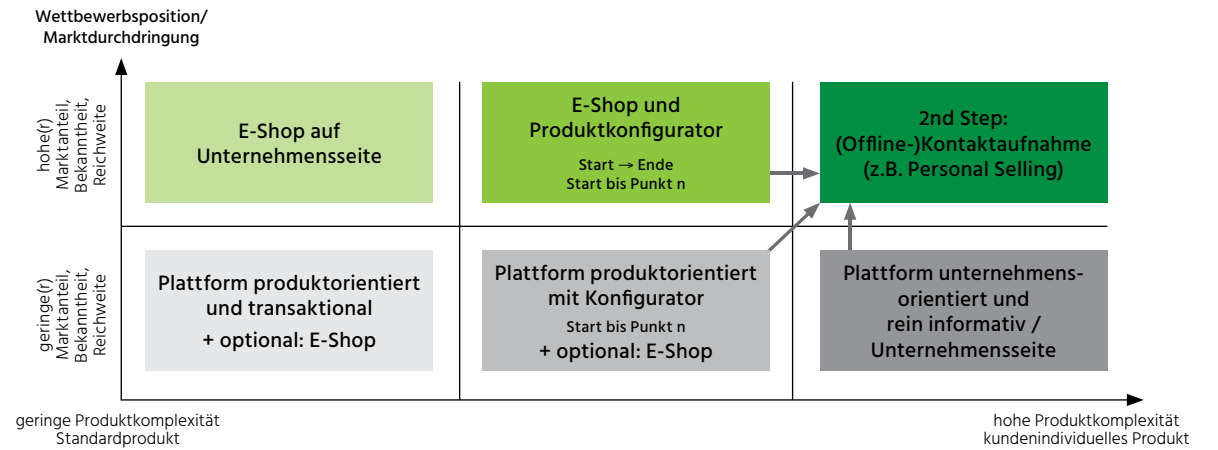 Wettbewerbsposition/
Marktdurchdringung
hohe(r)
Marktanteil,
Bekanntheit,
Reichweite
E-Shop auf
Unternehmensseite
E-Shop und
Produktkonfigurator
Start → Ende
Start bis Punkt n
2nd Step:
(Offline-)Kontaktaufnahme
(z.B. Personal Selling)
geringe(r)
Marktanteil,
Bekanntheit,
Reichweite
Plattform produktorientiert
und transaktional
+ optional: E-Shop
Plattform produktorientiert
mit Konfigurator
Start bis Punkt n
+ optional: E-Shop
Plattform unternehmens-
orientiert und
rein informativ /
Unternehmensseite
geringe Produktkomplexität
Standardprodukt
hohe Produktkomplexität
kundenindividuelles Produkt